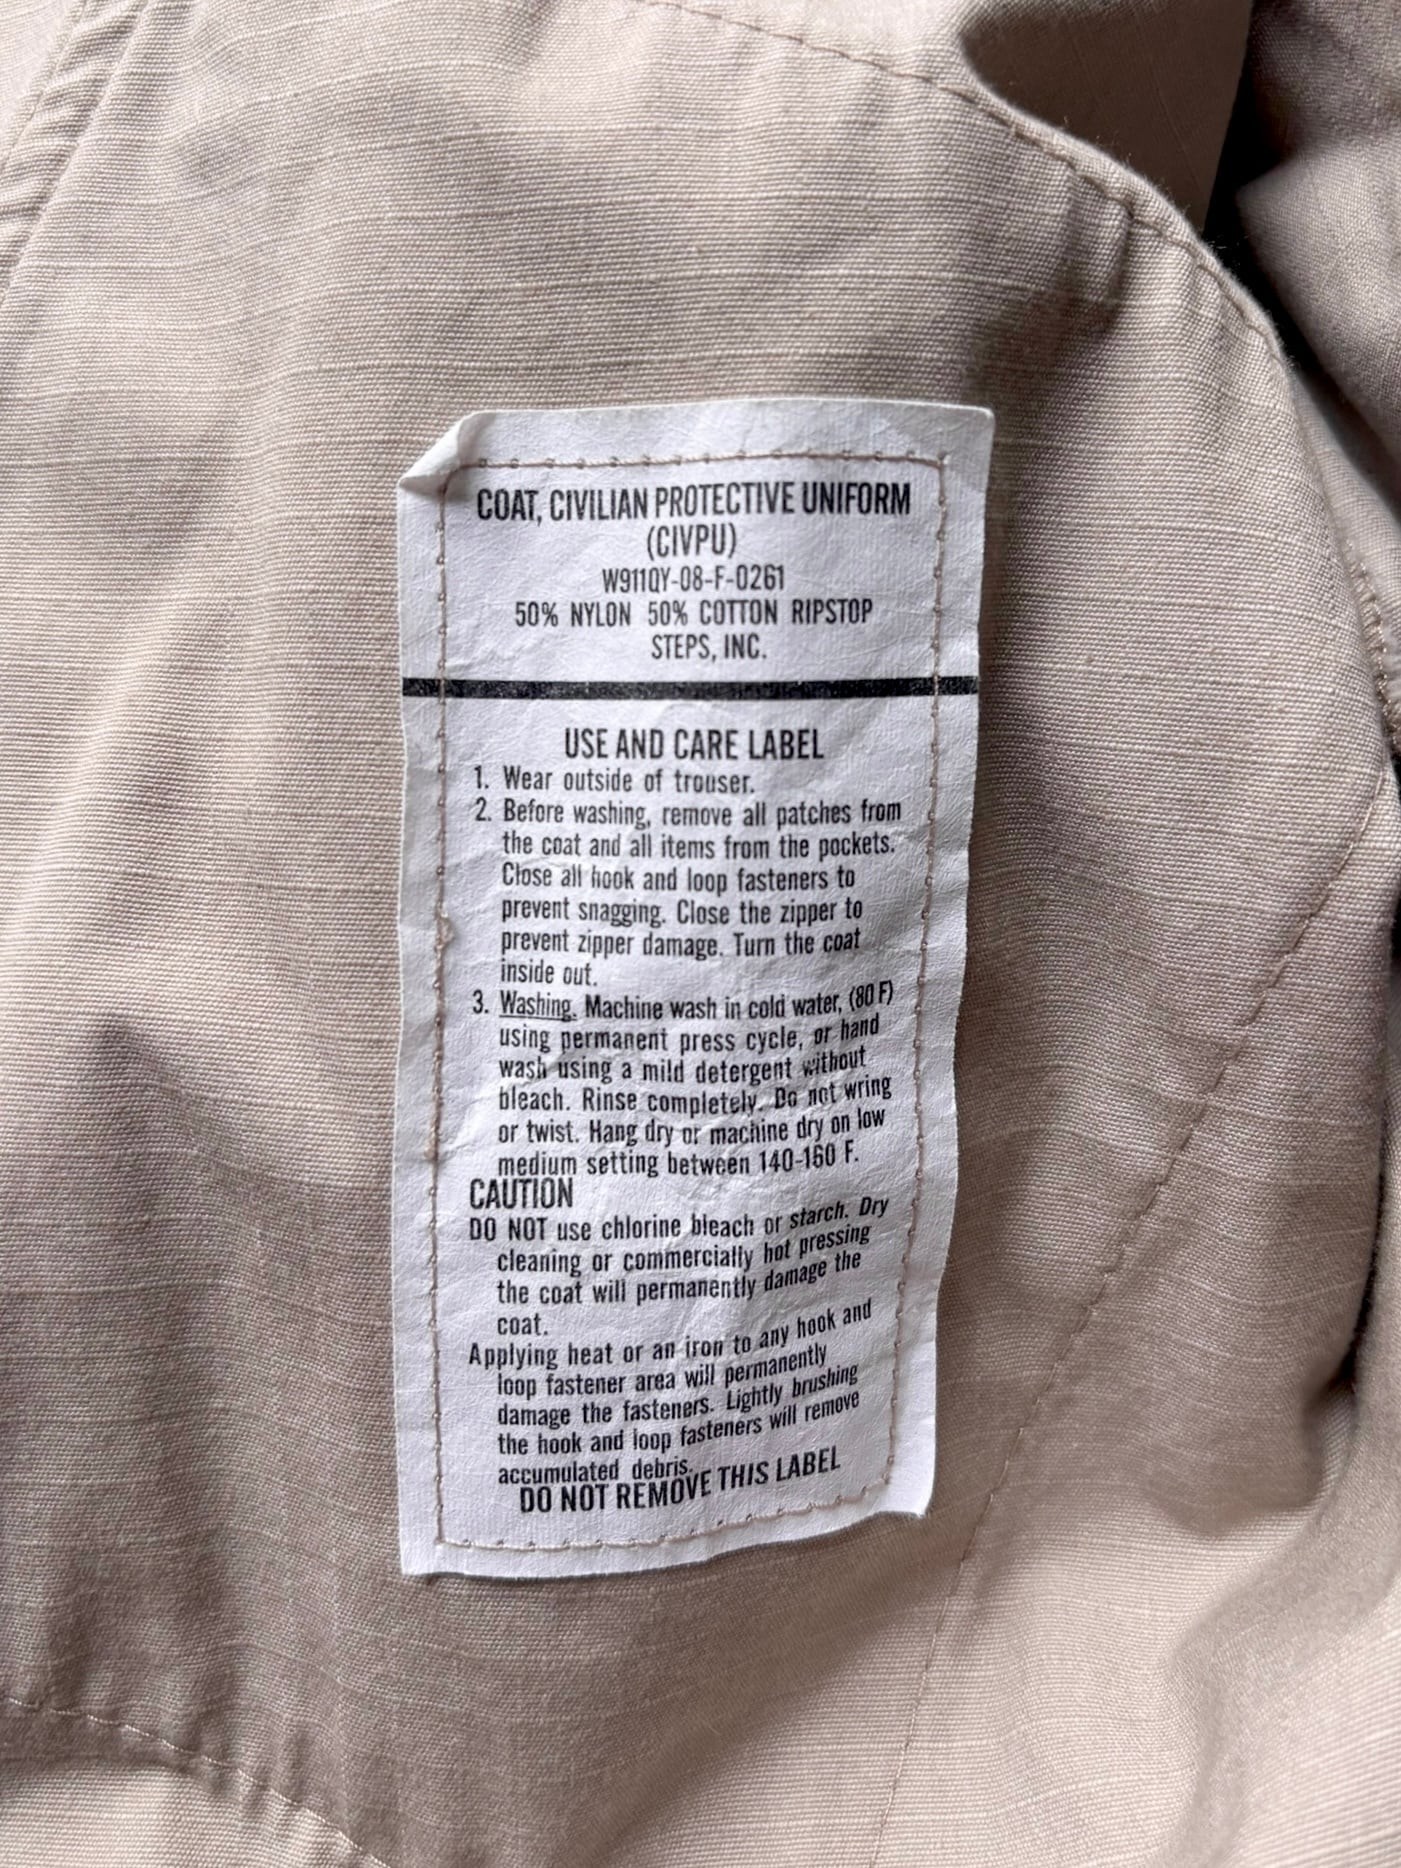 COAT, CIVILIAN PROTECTIVE UNIFORM
(CIVPU)
W911QY-08-F-0261
50% NYLON 50% COTTON RIPSTOP
STEPS, INC.
USE AND CARE LABEL
1. Wear outside of trouser.
2. Before washing, remove all patches from
the coat and all items from the pockets.
Close all hook and loop fasteners to
prevent snagging. Close the zipper to
prevent zipper damage. Turn the coat
inside out.
3. Washing. Machine wash in cold water, (80 F)
using permanent press cycle, or hand
wash using a mild detergent without
bleach. Rinse completely. Do not wring
or twist. Hang dry or machine dry on low
medium setting between 140-160 F.
CAUTION
DO NOT use chlorine bleach or starch. Dry
cleaning or commercially hot pressing
the coat will permanently damage the
coat.
Applying heat or an iron to any hook and
loop fastener area will permanently
damage the fasteners. Lightly brushing
the hook and loop fasteners will remove
accumulated debris.
DO NOT REMOVE THIS LABEL